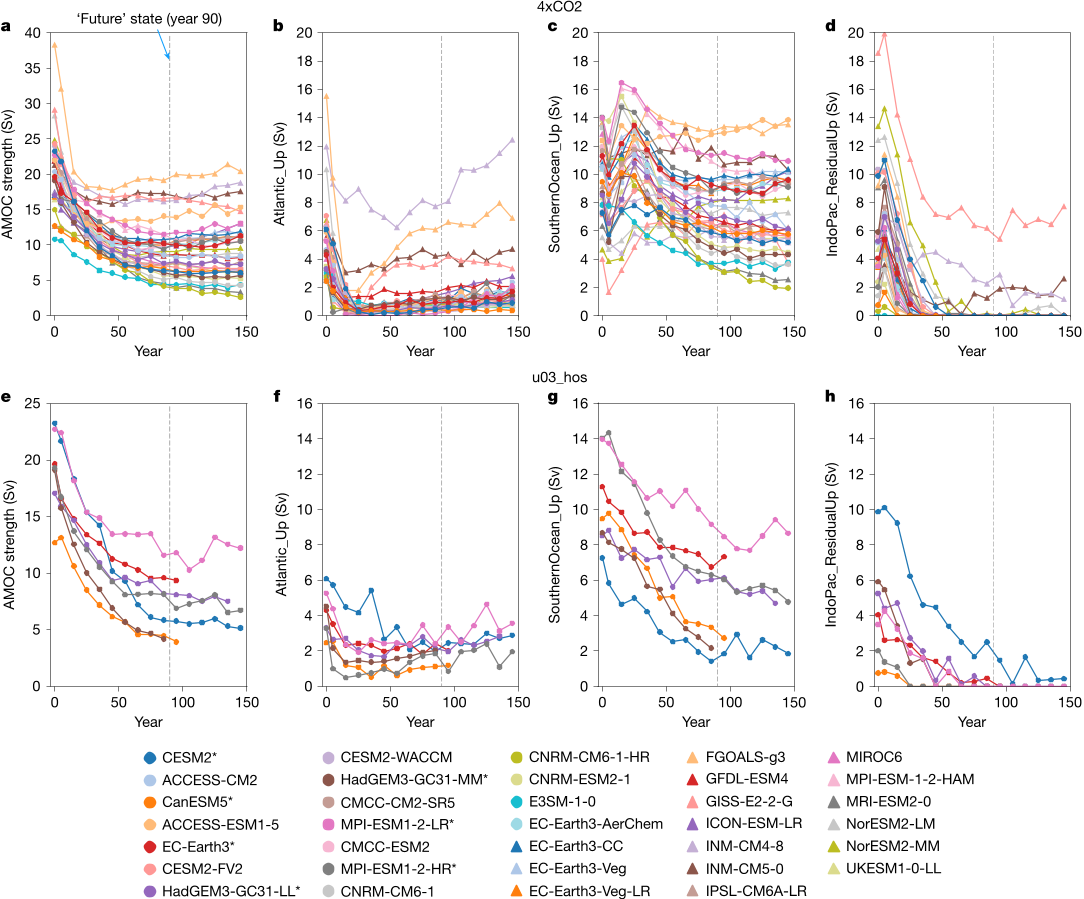 4xCO2
'Future' state (year 90)
a
b
c
d
AMOC strength (Sv)
40
35
30
25
20
15
10
5
0
0
50
100
150
Year
Atlantic_Up (Sv)
20
18
16
14
12
10
8
6
4
2
0
0
50
100
150
Year
SouthernOcean_Up (Sv)
20
18
16
14
12
10
8
6
4
2
0
0
50
100
150
Year
IndoPac_ResidualUp (Sv)
20
18
16
14
12
10
8
6
4
2
0
0
50
100
150
Year
u03_hos
e
f
g
h
AMOC strength (Sv)
25
20
15
10
5
0
0
50
100
150
Year
Atlantic_Up (Sv)
16
14
12
10
8
6
4
2
0
0
50
100
150
Year
SouthernOcean_Up (Sv)
16
14
12
10
8
6
4
2
0
0
50
100
150
Year
IndoPac_ResidualUp (Sv)
16
14
12
10
8
6
4
2
0
0
50
100
150
Year
CESM2*
ACCESS-CM2
CanESM5*
ACCESS-ESM1-5
EC-Earth3*
CESM2-FV2
HadGEM3-GC31-LL*
CESM2-WACCM
HadGEM3-GC31-MM*
CMCC-CM2-SR5
MPI-ESM1-2-LR*
CMCC-ESM2
MPI-ESM1-2-HR*
CNRM-CM6-1
CNRM-CM6-1-HR
CNRM-ESM2-1
E3SM-1-0
EC-Earth3-AerChem
EC-Earth3-CC
EC-Earth3-Veg
EC-Earth3-Veg-LR
FGOALS-g3
GFDL-ESM4
GISS-E2-2-G
ICON-ESM-LR
INM-CM4-8
INM-CM5-0
IPSL-CM6A-LR
MIROC6
MPI-ESM-1-2-HAM
MRI-ESM2-0
NorESM2-LM
NorESM2-MM
UKESM1-0-LL